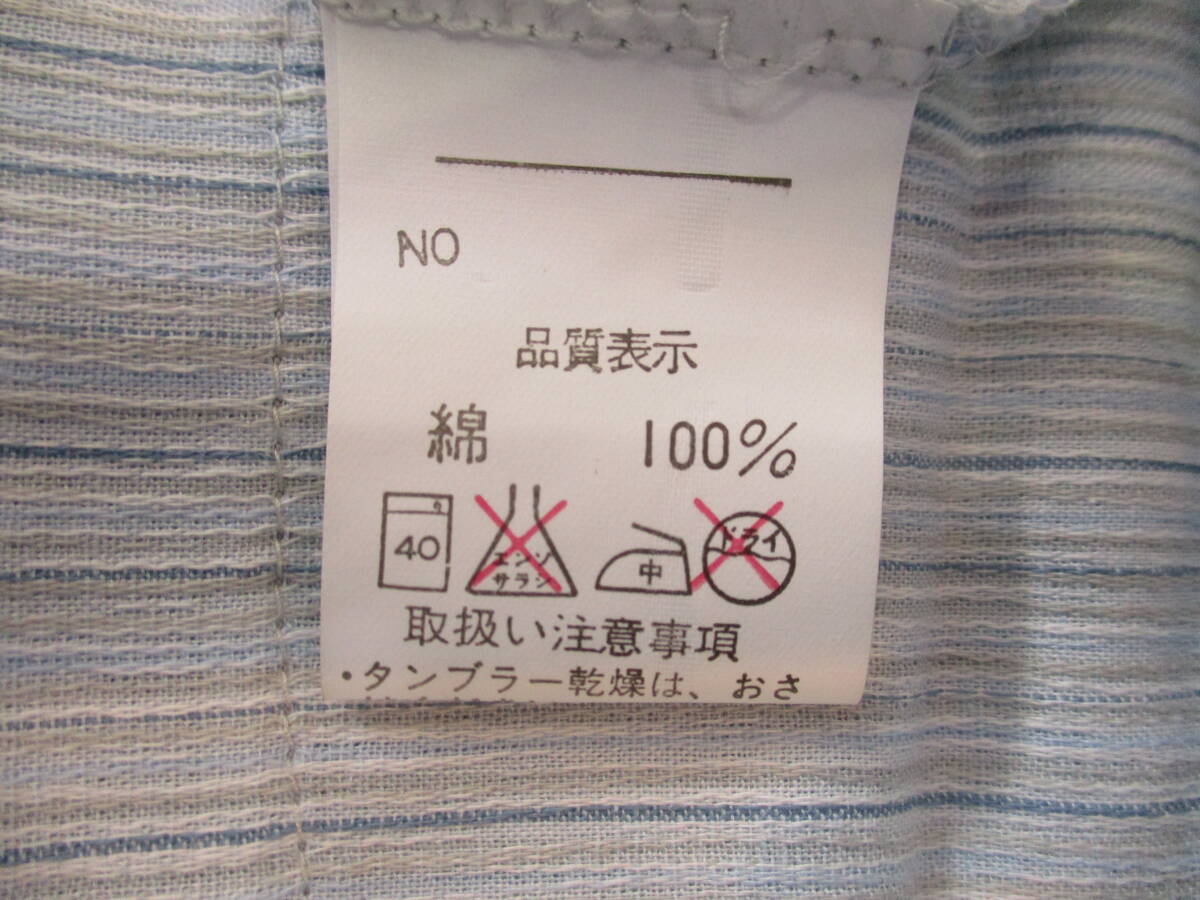 NO
品質表示
綿 100%
40 エンソ サラシ 中 ドライ
取扱い注意事項
・タンブラー乾燥は、おさ